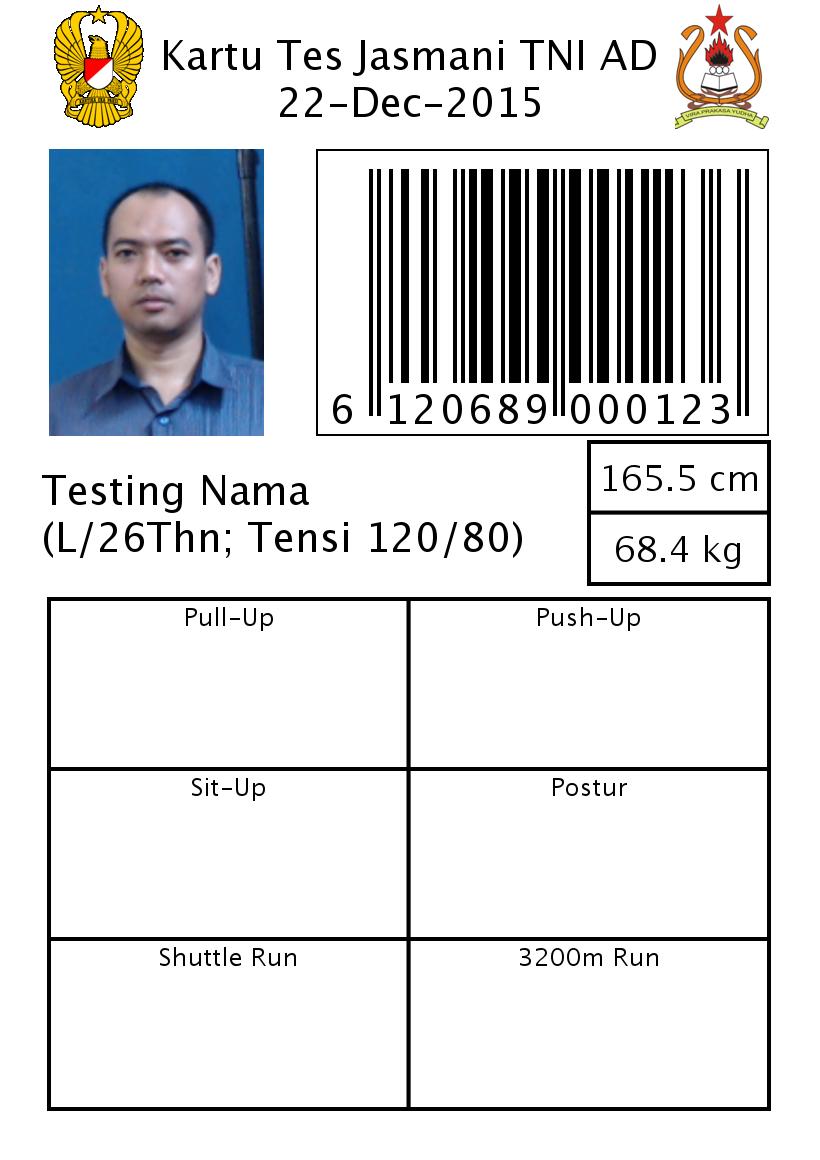 Kartu Tes Jasmani TNI AD
22-Dec-2015
VIRA PRAKASA YUDHA
6 120689 000123
165.5 cm
68.4 kg
Testing Nama
(L/26Thn; Tensi 120/80)
Pull-Up
Push-Up
Sit-Up
Postur
Shuttle Run
3200m Run